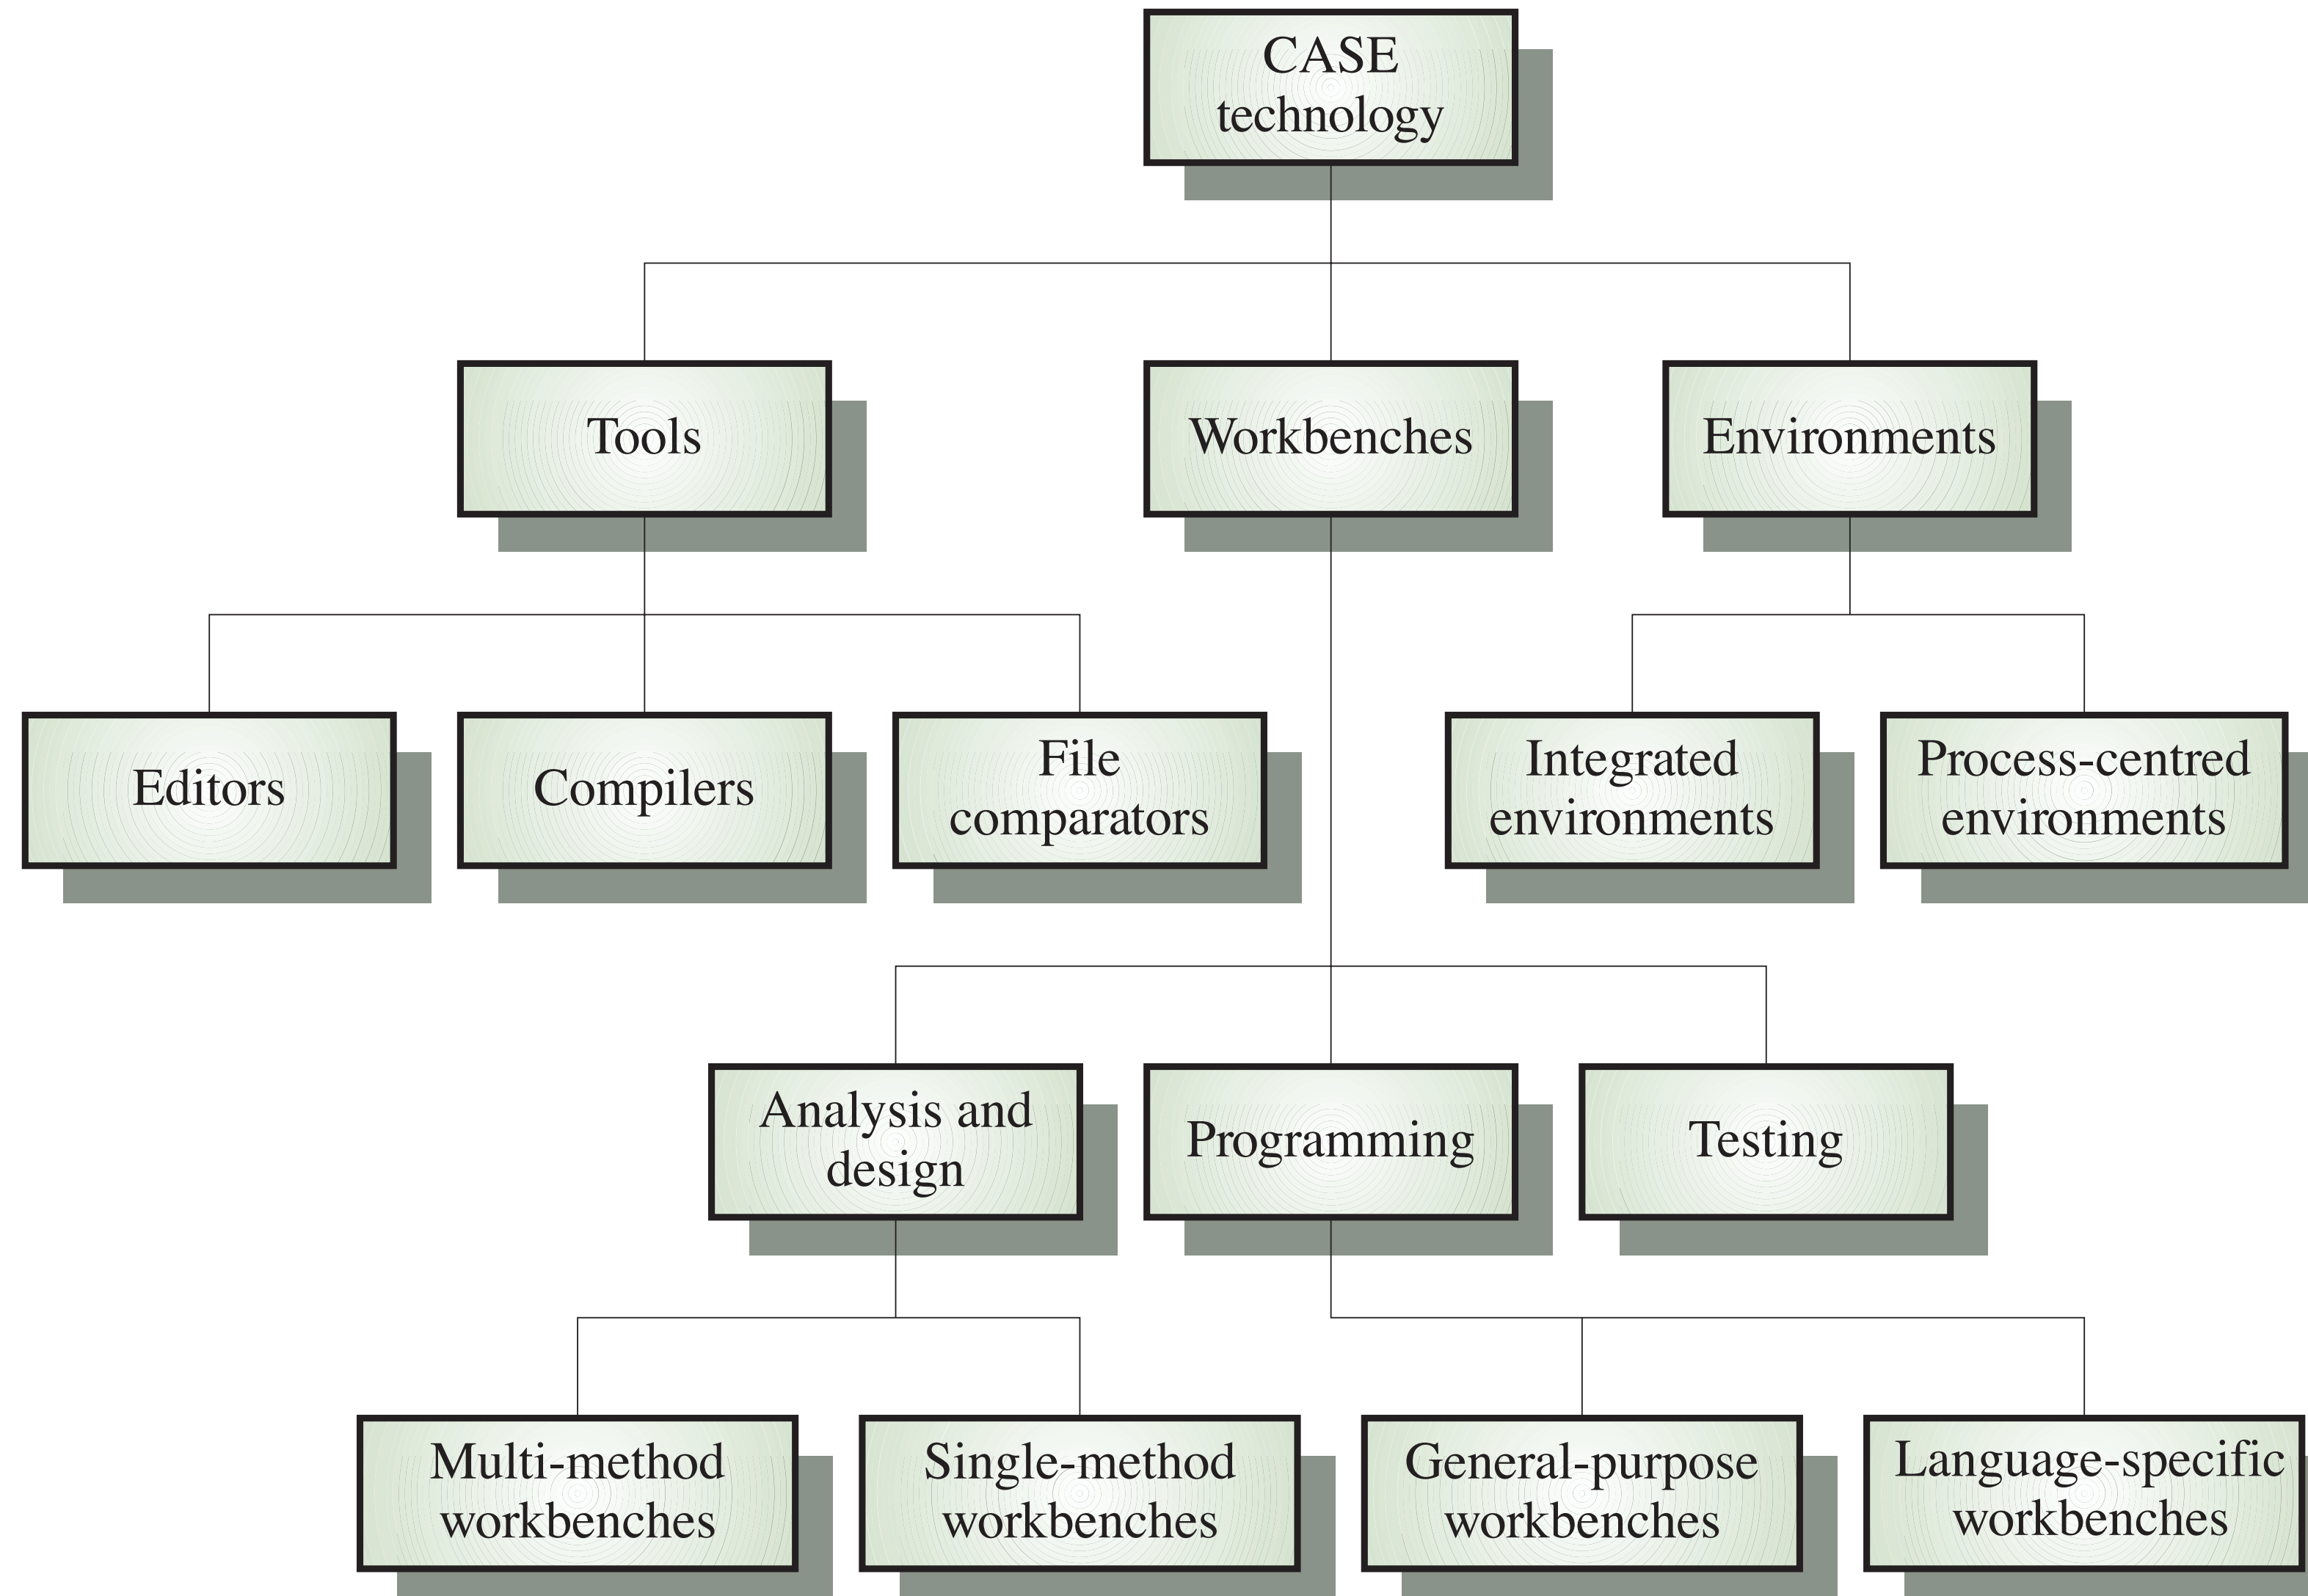 CASE
technology
Tools
Workbenches
Environments
Editors
Compilers
File
comparators
Integrated
environments
Process-centred
environments
Analysis and
design
Programming
Testing
Multi-method
workbenches
Single-method
workbenches
General-purpose
workbenches
Language-specific
workbenches